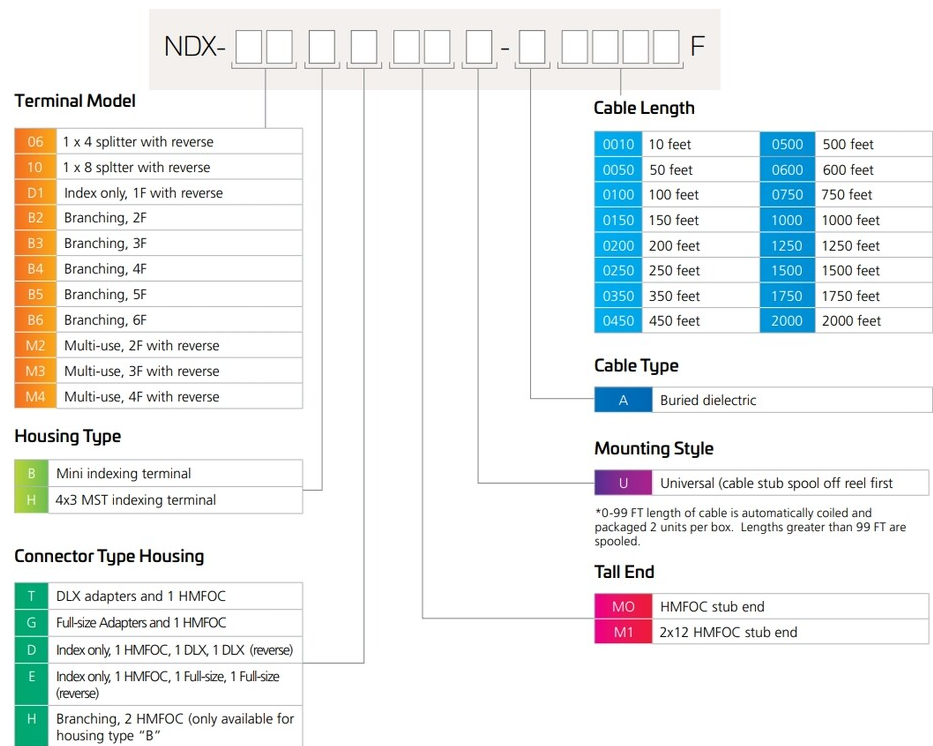 NDX- - F
Terminal Model
06 1 x 4 splitter with reverse
10 1 x 8 spltter with reverse
D1 Index only, 1F with reverse
B2 Branching, 2F
B3 Branching, 3F
B4 Branching, 4F
B5 Branching, 5F
B6 Branching, 6F
M2 Multi-use, 2F with reverse
M3 Multi-use, 3F with reverse
M4 Multi-use, 4F with reverse
Housing Type
B Mini indexing terminal
H 4x3 MST indexing terminal
Connector Type Housing
T DLX adapters and 1 HMFOC
G Full-size Adapters and 1 HMFOC
D Index only, 1 HMFOC, 1 DLX, 1 DLX (reverse)
E Index only, 1 HMFOC, 1 Full-size, 1 Full-size
(reverse)
H Branching, 2 HMFOC (only available for
housing type “B”
Cable Length
0010 10 feet 0500 500 feet
0050 50 feet 0600 600 feet
0100 100 feet 0750 750 feet
0150 150 feet 1000 1000 feet
0200 200 feet 1250 1250 feet
0250 250 feet 1500 1500 feet
0350 350 feet 1750 1750 feet
0450 450 feet 2000 2000 feet
Cable Type
A Buried dielectric
Mounting Style
U Universal (cable stub spool off reel first
*0-99 FT length of cable is automatically coiled and
packaged 2 units per box. Lengths greater than 99 FT are
spooled.
Tall End
MO HMFOC stub end
M1 2x12 HMFOC stub end